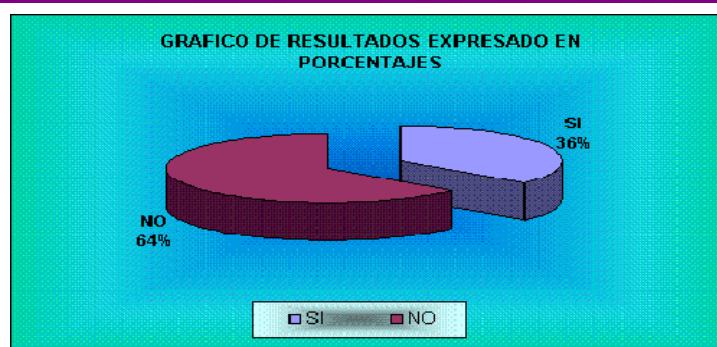 GRAFICO DE RESULTADOS EXPRESADO EN
PORCENTAJES
SI
36%
NO
64%
SI NO